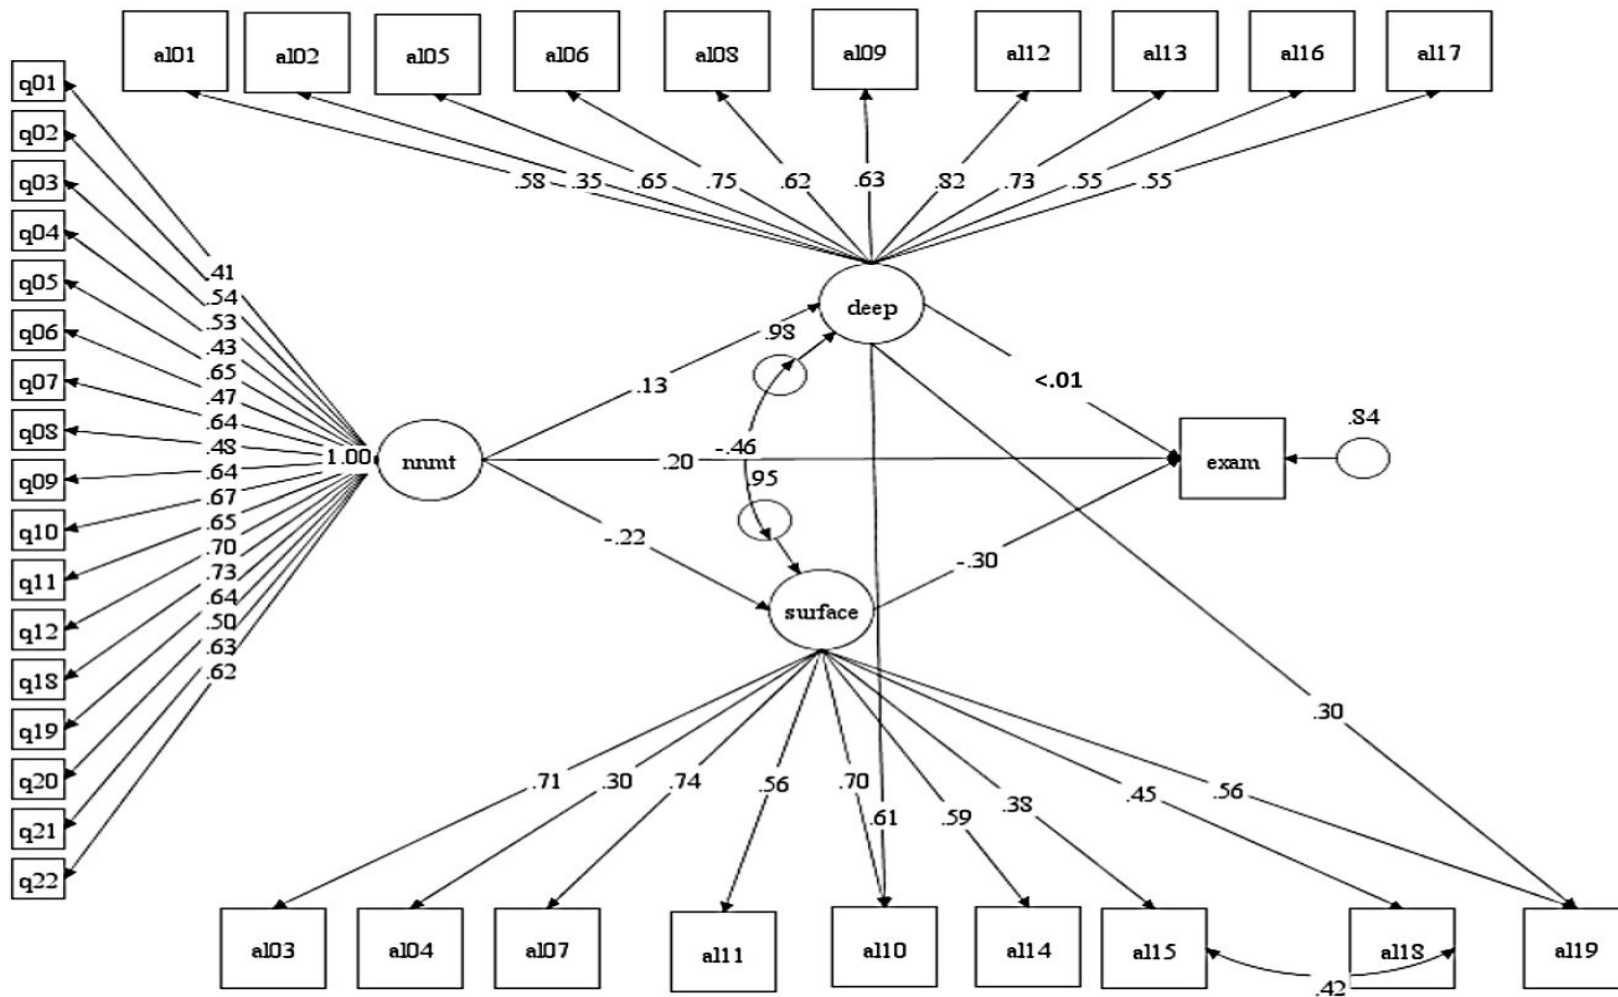 al01 al02 al05 al06 al08 al09 al12 al13 al16 al17
q01
q02
q03
q04
q05
q06
q07
q08
q09
q10
q11
q12
q18
q19
q20
q21
q22
.58 .35 .65 .75 .62 .63 .82 .73 .55 .55
.41
.54
.53
.43
.65
.47
.64
.48
.64
.67
.65
.70
.73
.64
.50
.63
.62
1.00
nnmt
deep
.98
.13
<.01
-.46
.20
.95
exam
.84
-.22
-.30
surface
.30
.71 .30 .74 .56 .70 .61 .59 .38 .45 .56
al03 al04 al07 al11 al10 al14 al15 al18 al19
.42